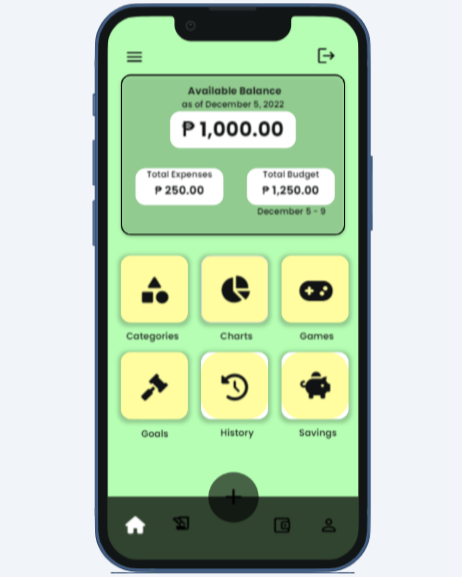 Available Balance
as of December 5, 2022
₱ 1,000.00
Total Expenses
₱ 250.00
Total Budget
₱ 1,250.00
December 5 - 9
Categories
Charts
Games
Goals
History
Savings